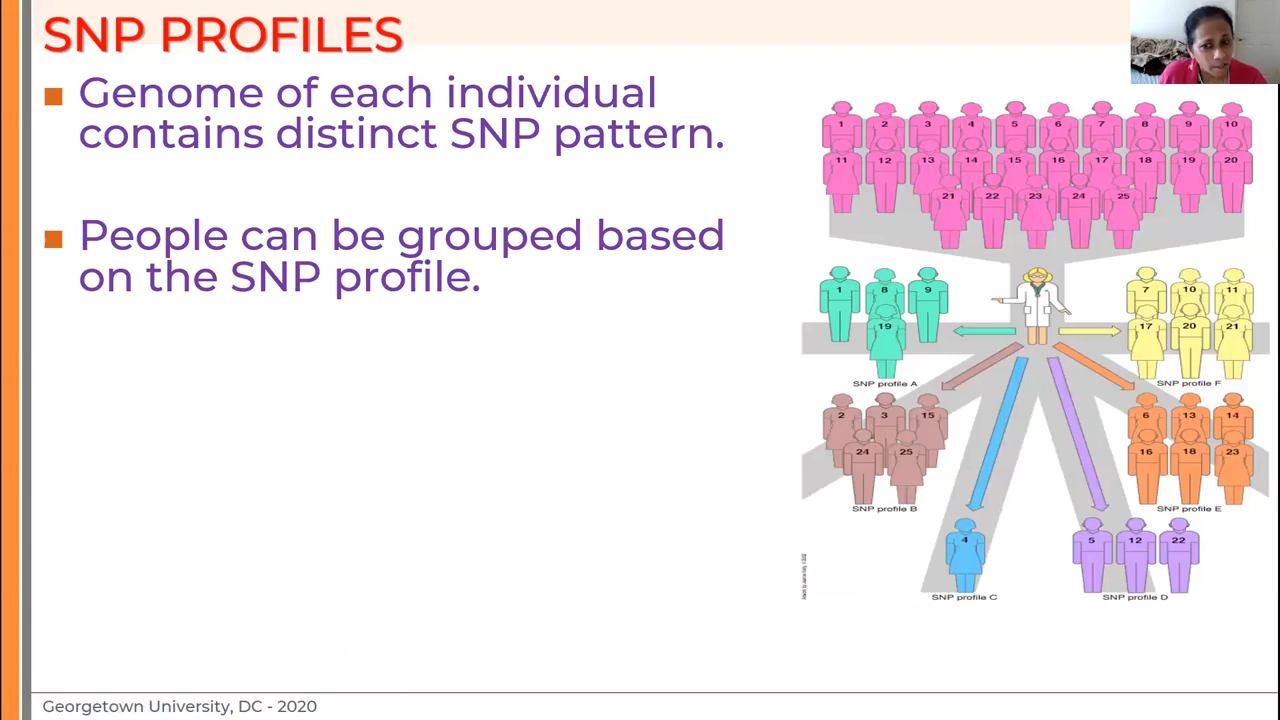 SNP PROFILES
Genome of each individual
contains distinct SNP pattern.
People can be grouped based
on the SNP profile.
1 2 3 4 5 6 7 8 9 10
11 12 13 14 15 16 17 18 19 20
21 22 23 24 25 ...
1 8 9
19
SNP profile A
7 10 11
17 20 21
SNP profile F
2 3 15
24 25
SNP profile B
6 13 14
16 18 23
SNP profile E
4
SNP profile C
5 12 22
SNP profile D
Georgetown University, DC - 2020